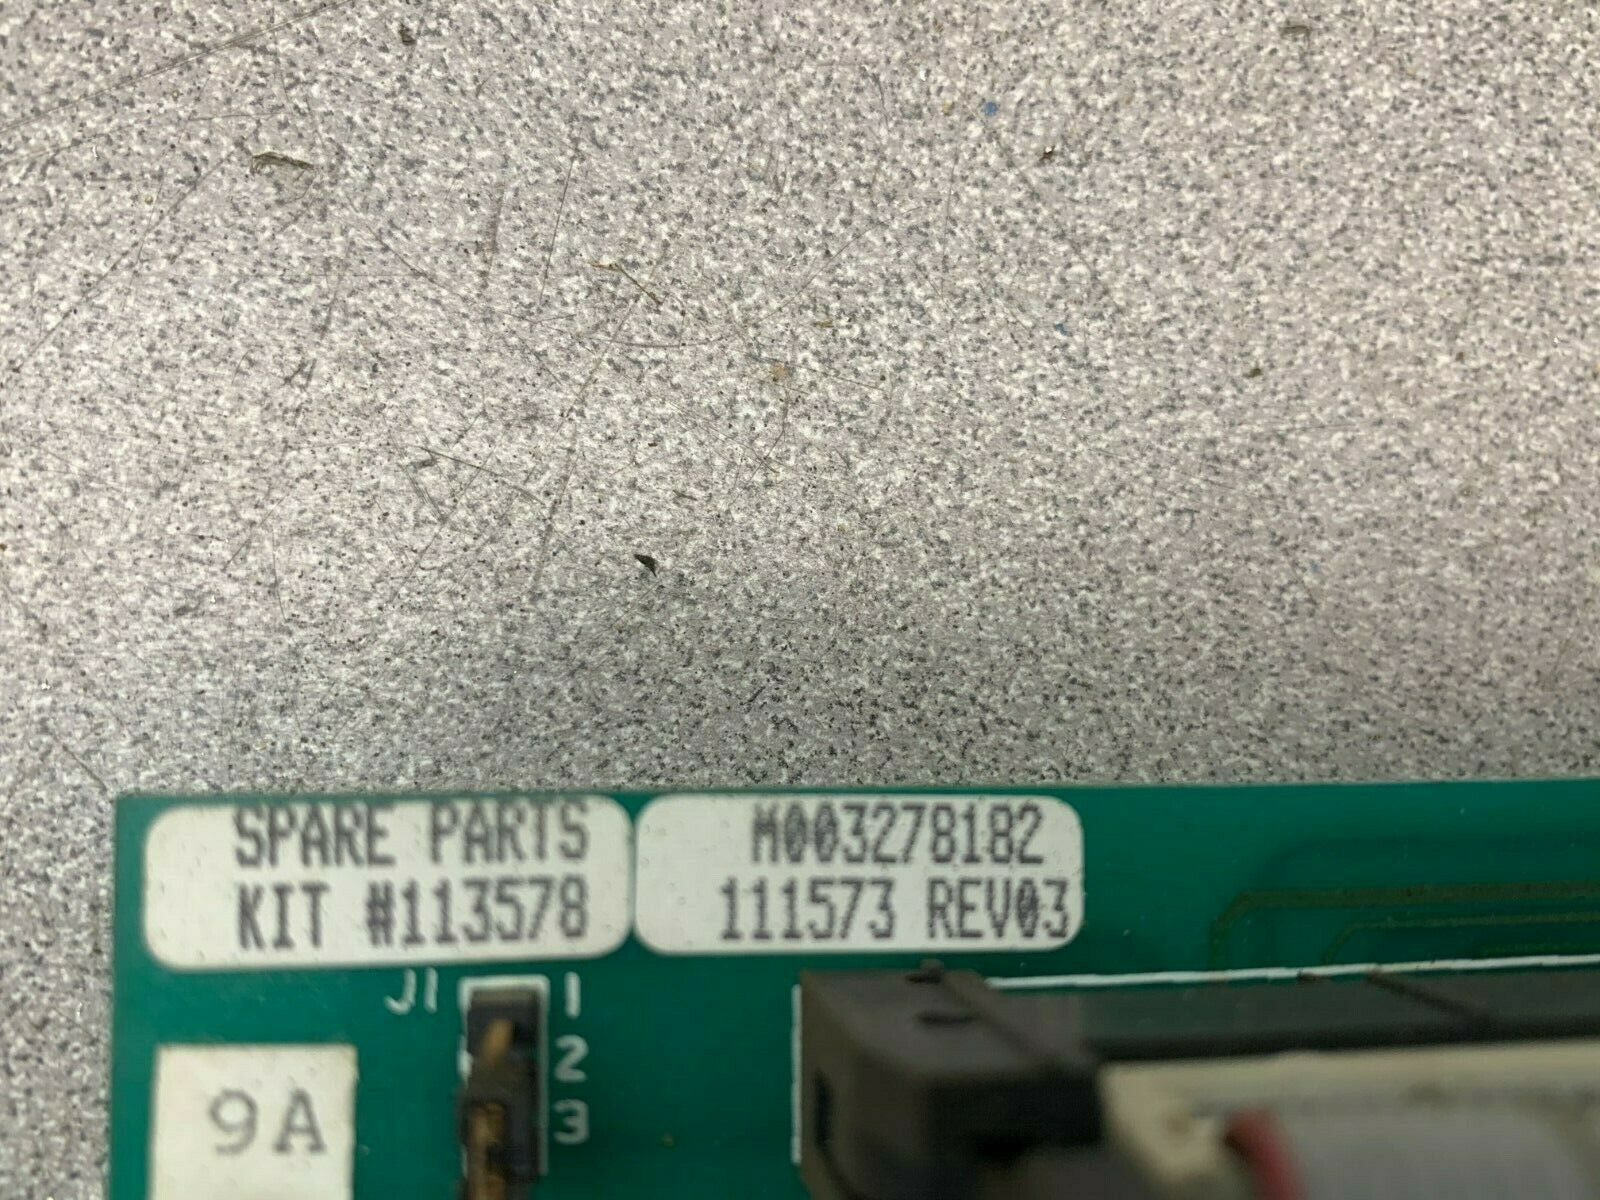 SPARE PARTS
KIT #113578
M003278182
111573 REV03
J1
1
2
3
9A